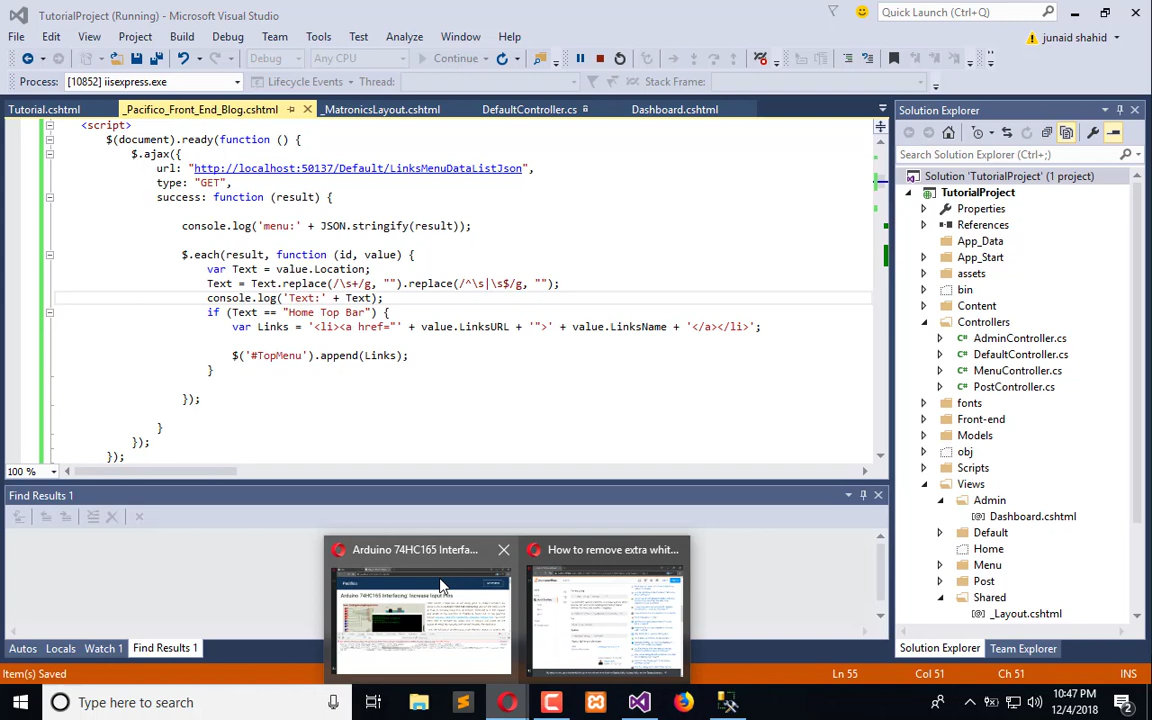 TutorialProject (Running) - Microsoft Visual Studio
Quick Launch (Ctrl+Q)
File Edit View Project Build Debug Team Tools Test Analyze Window Help
junaid shahid
Debug Any CPU Continue
Process: [10852] iisexpress.exe Lifecycle Events Thread: Stack Frame:
Tutorial.cshtml _Pacifico_Front_End_Blog.cshtml _MatronicsLayout.cshtml DefaultController.cs Dashboard.cshtml
<script>
$(document).ready(function () {
$.ajax({
url: "http://localhost:50137/Default/LinksMenuDataListJson",
type: "GET",
success: function (result) {
console.log('menu:' + JSON.stringify(result));
$.each(result, function (id, value) {
var Text = value.Location;
Text = Text.replace(/\s+/g, "").replace(/^\s|\s$/g, "");
console.log('Text:' + Text);
if (Text == "Home Top Bar") {
var Links = '<li><a href="' + value.LinksURL + '">' + value.LinksName + '</a></li>';
$('#TopMenu').append(Links);
}
});
}
});
});
100 %
Solution Explorer
Search Solution Explorer (Ctrl+;)
Solution 'TutorialProject' (1 project)
TutorialProject
Properties
References
App_Data
App_Start
assets
bin
Content
Controllers
AdminController.cs
DefaultController.cs
MenuController.cs
PostController.cs
fonts
Front-end
Models
obj
Scripts
Views
Admin
Dashboard.cshtml
Default
Home
Menu
Post
Shared
_Layout.cshtml
Solution Explorer Team Explorer
Find Results 1
Arduino 74HC165 Interfa...
How to remove extra whit...
Pacifico
Arduino 74HC165 Interfacing: Increase Input Pins
Autos Locals Watch 1 Find Results 1
Item(s) Saved
Ln 55 Col 51 Ch 51 INS
Type here to search
10:47 PM
12/4/2018
2